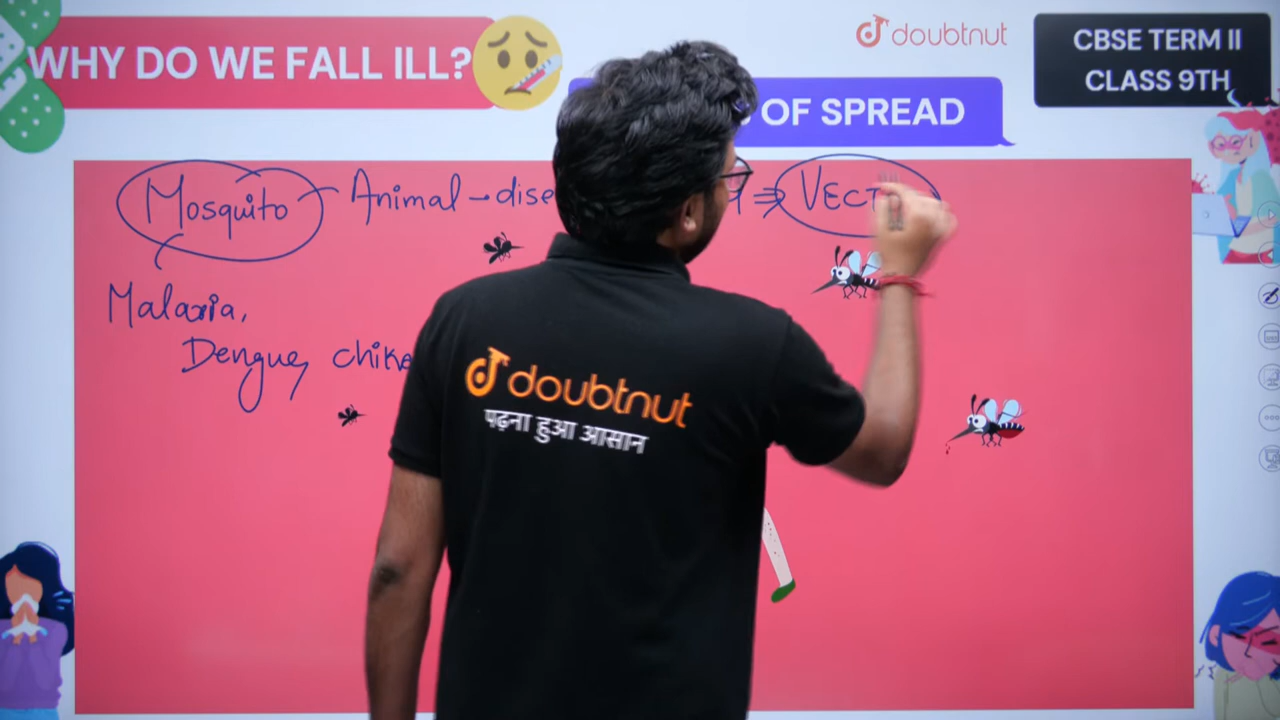 WHY DO WE FALL ILL?
doubtnut
CBSE TERM II
CLASS 9TH
OF SPREAD
Mosquito - Animal → dise ⇒ VECT
Malaria,
Dengue, chik
doubtnut
पढ़ना हुआ आसान